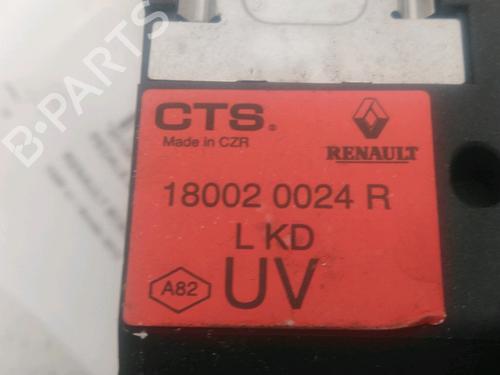 CTS®
Made in CZR
RENAULT
18002 0024 R
L KD
A82
UV
B-PARTS